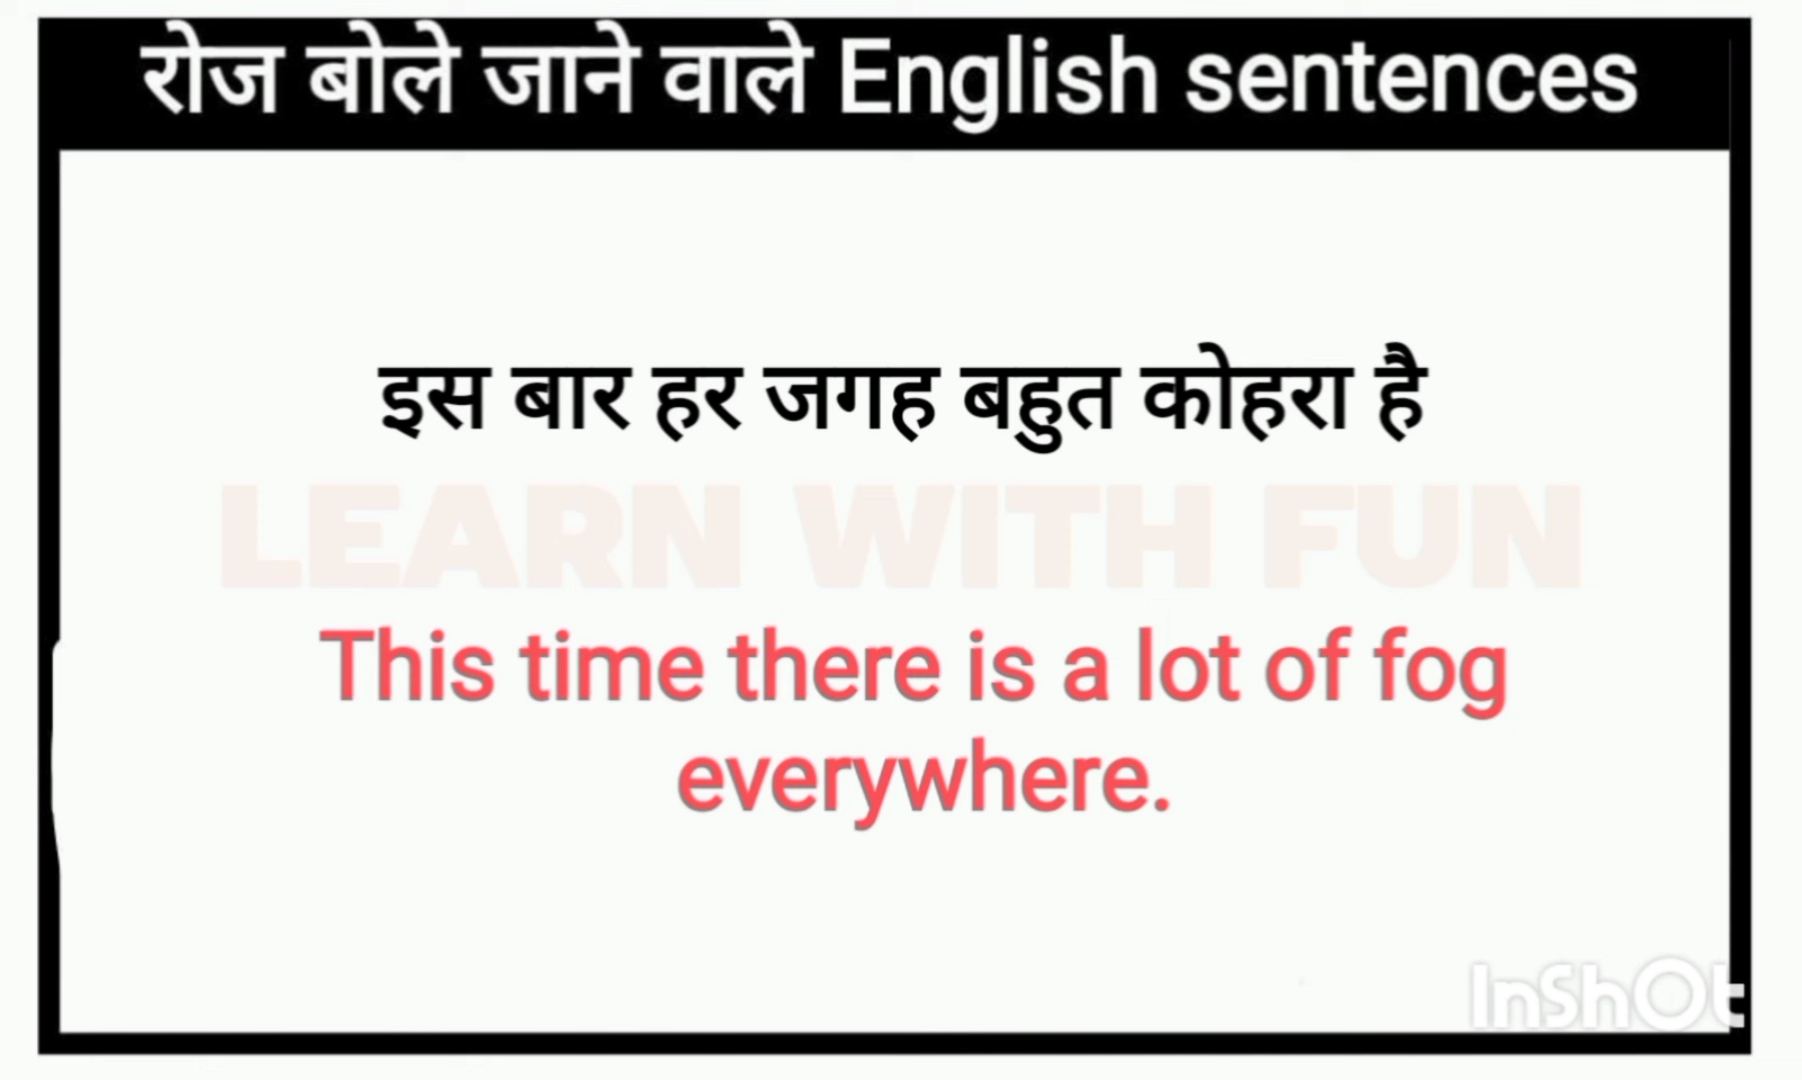 रोज बोले जाने वाले English sentences
इस बार हर जगह बहुत कोहरा है
LEARN WITH FUN
This time there is a lot of fog
everywhere.
InShOt